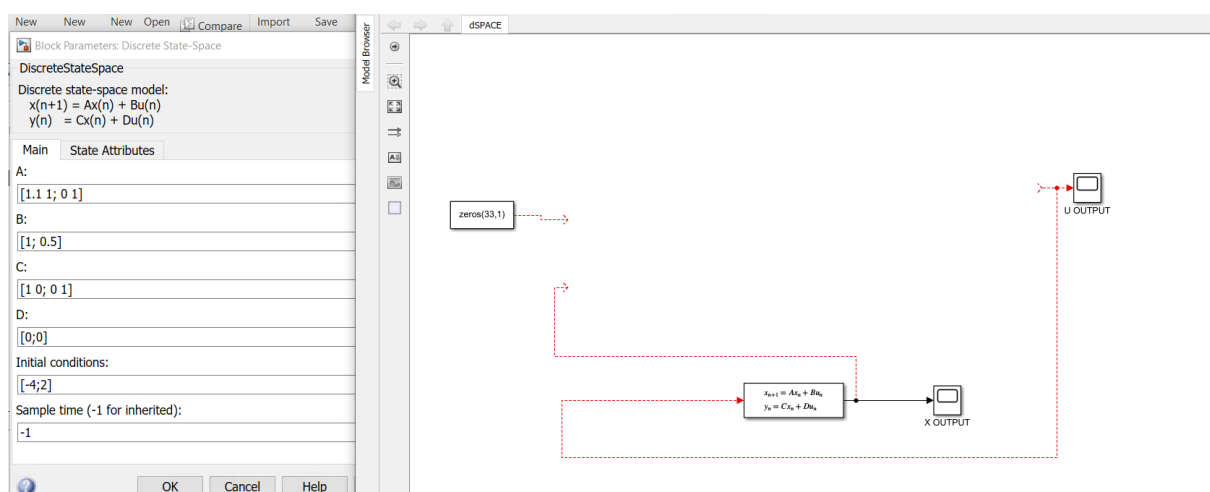 New New New Open Compare Import Save
Block Parameters: Discrete State-Space
DiscreteStateSpace
Discrete state-space model:
x(n+1) = Ax(n) + Bu(n)
y(n) = Cx(n) + Du(n)
Main State Attributes
A:
[1.1 1; 0 1]
B:
[1; 0.5]
C:
[1 0; 0 1]
D:
[0;0]
Initial conditions:
[-4;2]
Sample time (-1 for inherited):
-1
OK Cancel Help
Model Browser
dSPACE
zeros(33,1)
U OUTPUT
xₙ₊₁ = Axₙ + Buₙ
yₙ = Cxₙ + Duₙ
X OUTPUT